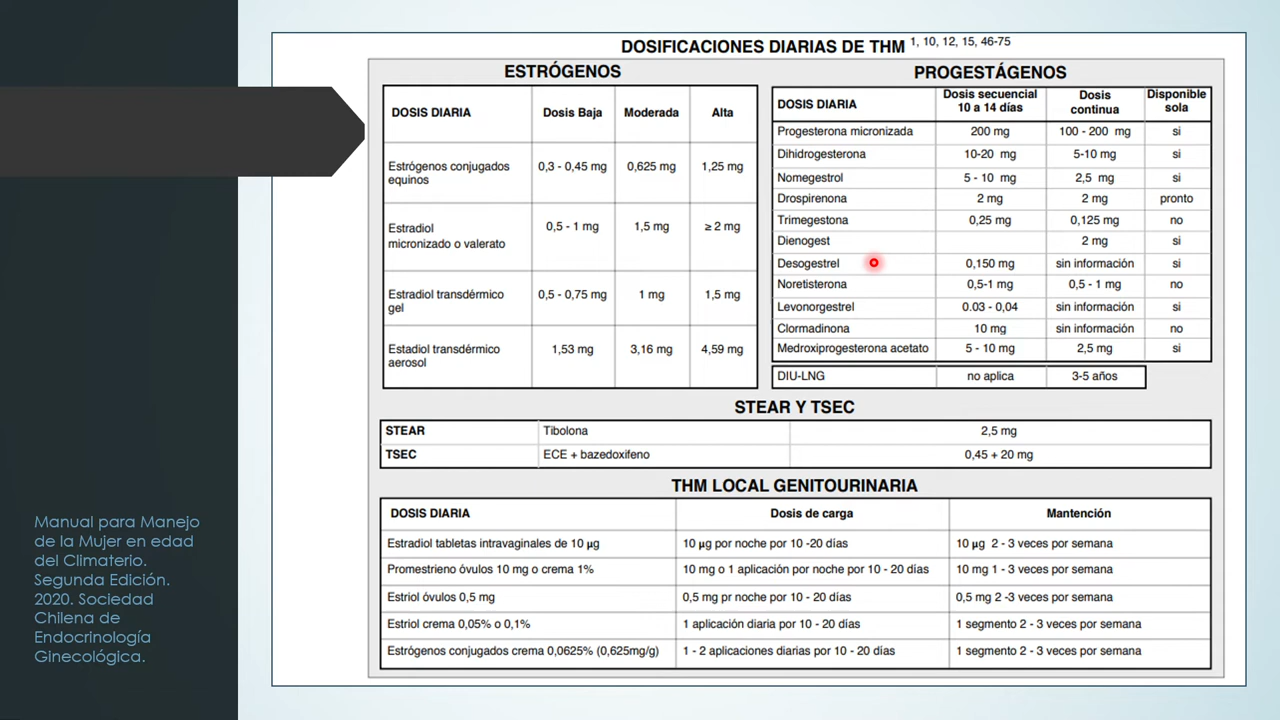 DOSIFICACIONES DIARIAS DE THM 1, 10, 12, 15, 46-75
ESTRÓGENOS
DOSIS DIARIA Dosis Baja Moderada Alta
Estrógenos conjugados equinos 0,3 - 0,45 mg 0,625 mg 1,25 mg
Estradiol micronizado o valerato 0,5 - 1 mg 1,5 mg ≥ 2 mg
Estradiol transdérmico gel 0,5 - 0,75 mg 1 mg 1,5 mg
Estadiol transdérmico aerosol 1,53 mg 3,16 mg 4,59 mg
PROGESTÁGENOS
DOSIS DIARIA Dosis secuencial 10 a 14 días Dosis continua Disponible sola
Progesterona micronizada 200 mg 100 - 200 mg si
Dihidrogesterona 10-20 mg 5-10 mg si
Nomegestrol 5 - 10 mg 2,5 mg si
Drospirenona 2 mg 2 mg pronto
Trimegestona 0,25 mg 0,125 mg no
Dienogest 2 mg si
Desogestrel 0,150 mg sin información si
Noretisterona 0,5-1 mg 0,5 - 1 mg no
Levonorgestrel 0.03 - 0,04 sin información si
Clormadinona 10 mg sin información no
Medroxiprogesterona acetato 5 - 10 mg 2,5 mg si
DIU-LNG no aplica 3-5 años
STEAR Y TSEC
STEAR Tibolona 2,5 mg
TSEC ECE + bazedoxifeno 0,45 + 20 mg
THM LOCAL GENITOURINARIA
DOSIS DIARIA Dosis de carga Mantención
Estradiol tabletas intravaginales de 10 µg 10 µg por noche por 10 -20 días 10 µg 2 - 3 veces por semana
Promestrieno óvulos 10 mg o crema 1% 10 mg o 1 aplicación por noche por 10 - 20 días 10 mg 1 - 3 veces por semana
Estriol óvulos 0,5 mg 0,5 mg pr noche por 10 - 20 días 0,5 mg 2 -3 veces por semana
Estriol crema 0,05% o 0,1% 1 aplicación diaria por 10 - 20 días 1 segmento 2 - 3 veces por semana
Estrógenos conjugados crema 0,0625% (0,625mg/g) 1 - 2 aplicaciones diarias por 10 - 20 días 1 segmento 2 - 3 veces por semana
Manual para Manejo
de la Mujer en edad
del Climaterio.
Segunda Edición.
2020. Sociedad
Chilena de
Endocrinología
Ginecológica.